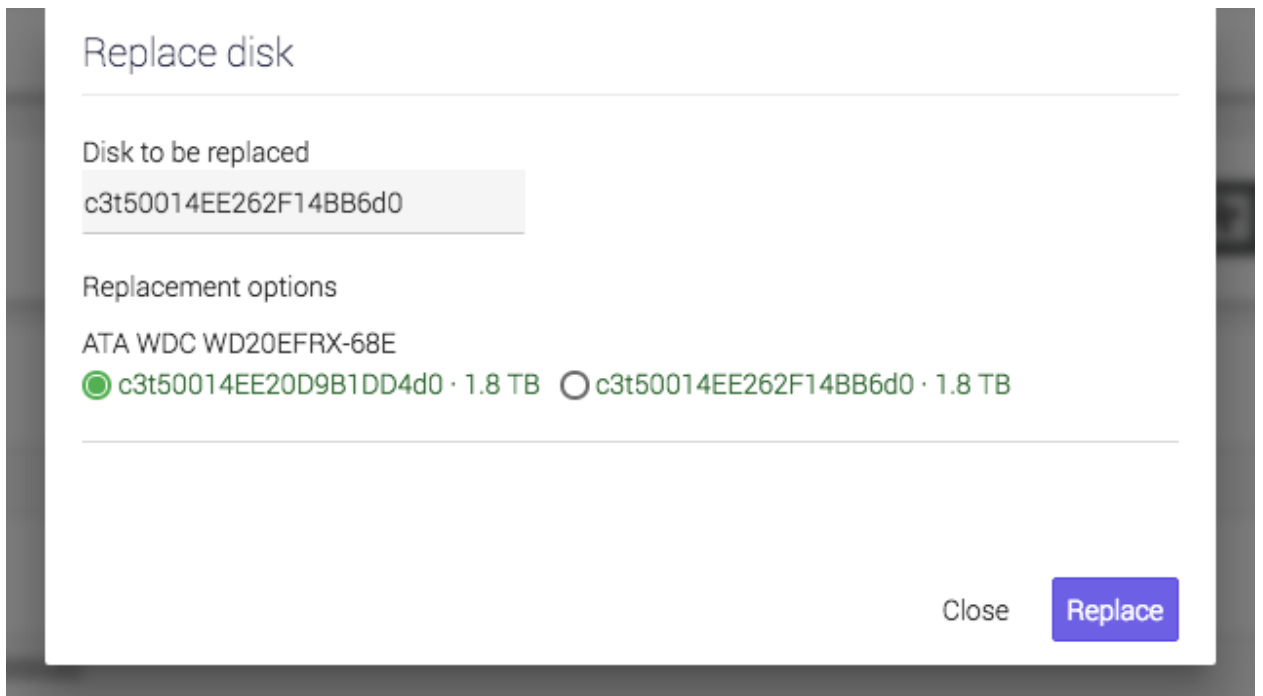 Replace disk
Disk to be replaced
c3t50014EE262F14BB6d0
Replacement options
ATA WDC WD20EFRX-68E
c3t50014EE20D9B1DD4d0 · 1.8 TB c3t50014EE262F14BB6d0 · 1.8 TB
Close Replace